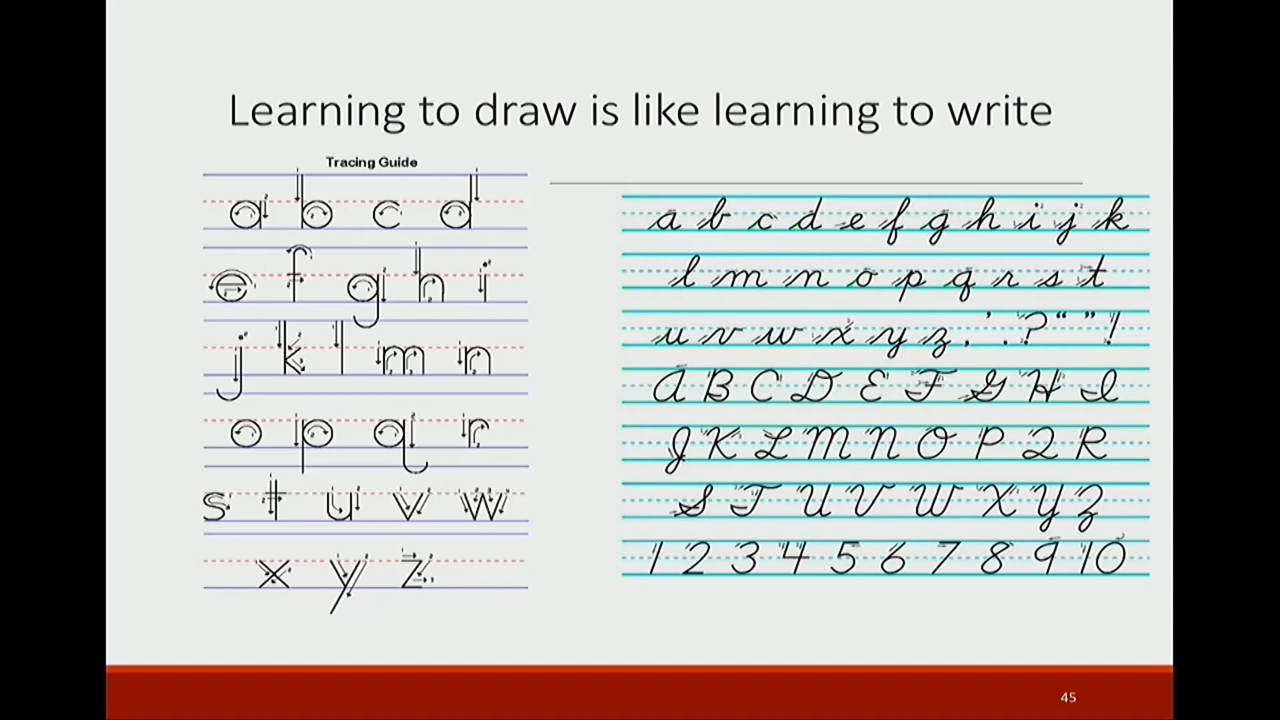 Learning to draw is like learning to write
Tracing Guide
a b c d
e f g h i
j k l m n
o p q r
s t u v w
x y z
a b c d e f g h i j k
l m n o p q r s t
u v w x y z , ' . ? “ ” !
A B C D E F G H I
J K L M N O P Q R
S T U V W X Y Z
1 2 3 4 5 6 7 8 9 10
45